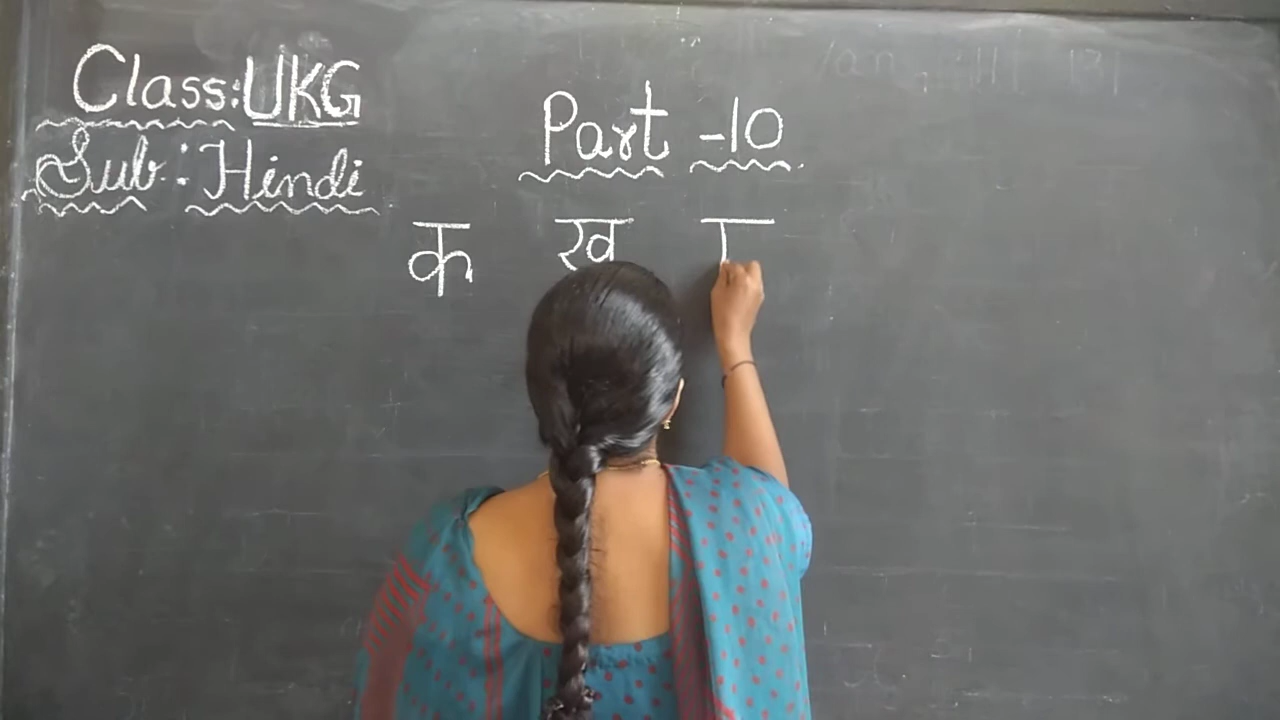 Class: UKG
Sub: Hindi
Part -10
क ख